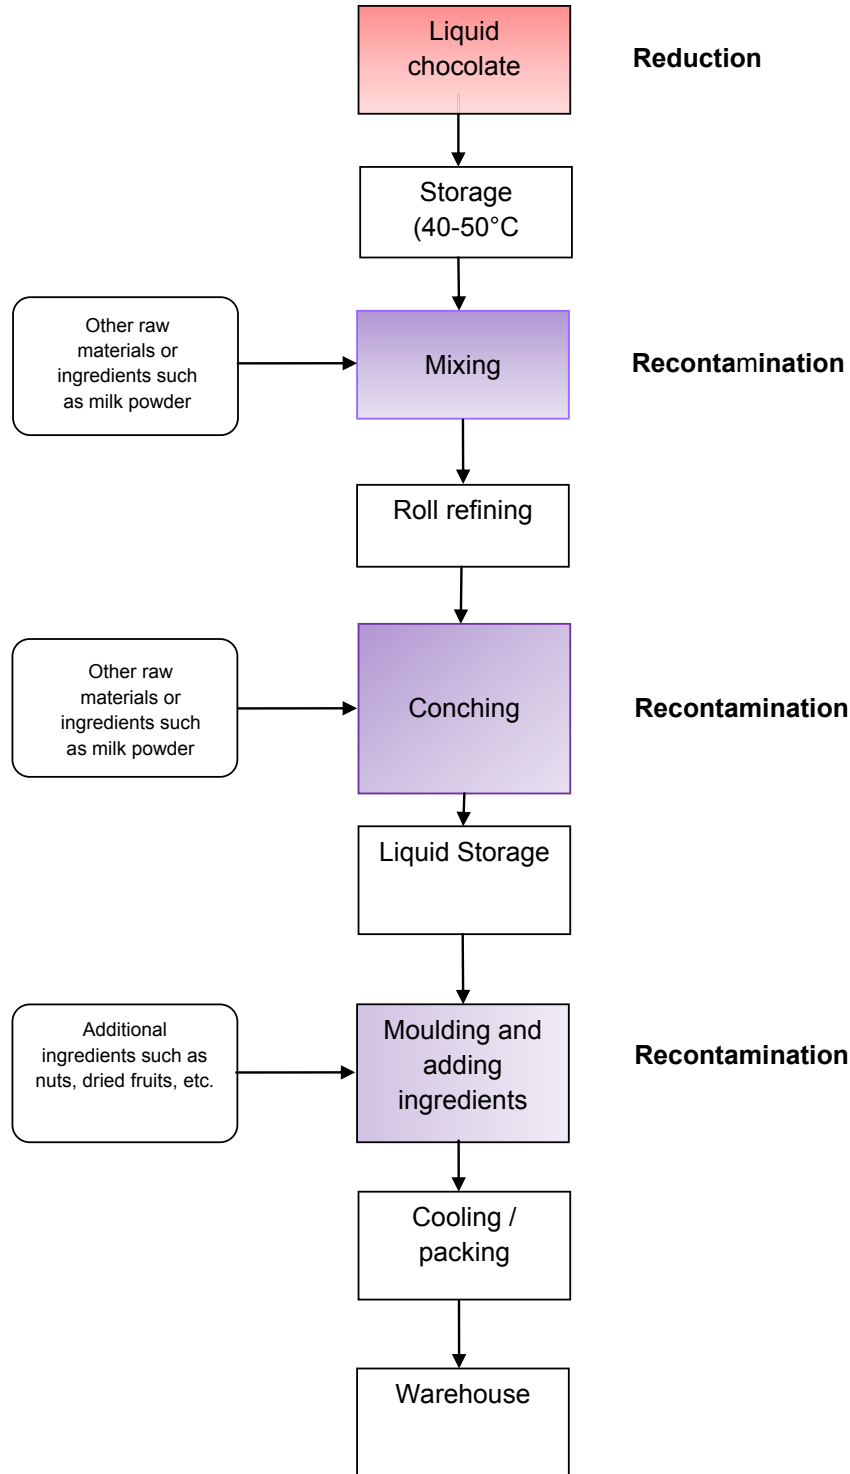 Liquid
chocolate
Reduction
Storage
(40-50°C
Other raw
materials or
ingredients such
as milk powder
Mixing
Recontamination
Roll refining
Other raw
materials or
ingredients such
as milk powder
Conching
Recontamination
Liquid Storage
Additional
ingredients such as
nuts, dried fruits, etc.
Moulding and
adding
ingredients
Recontamination
Cooling /
packing
Warehouse